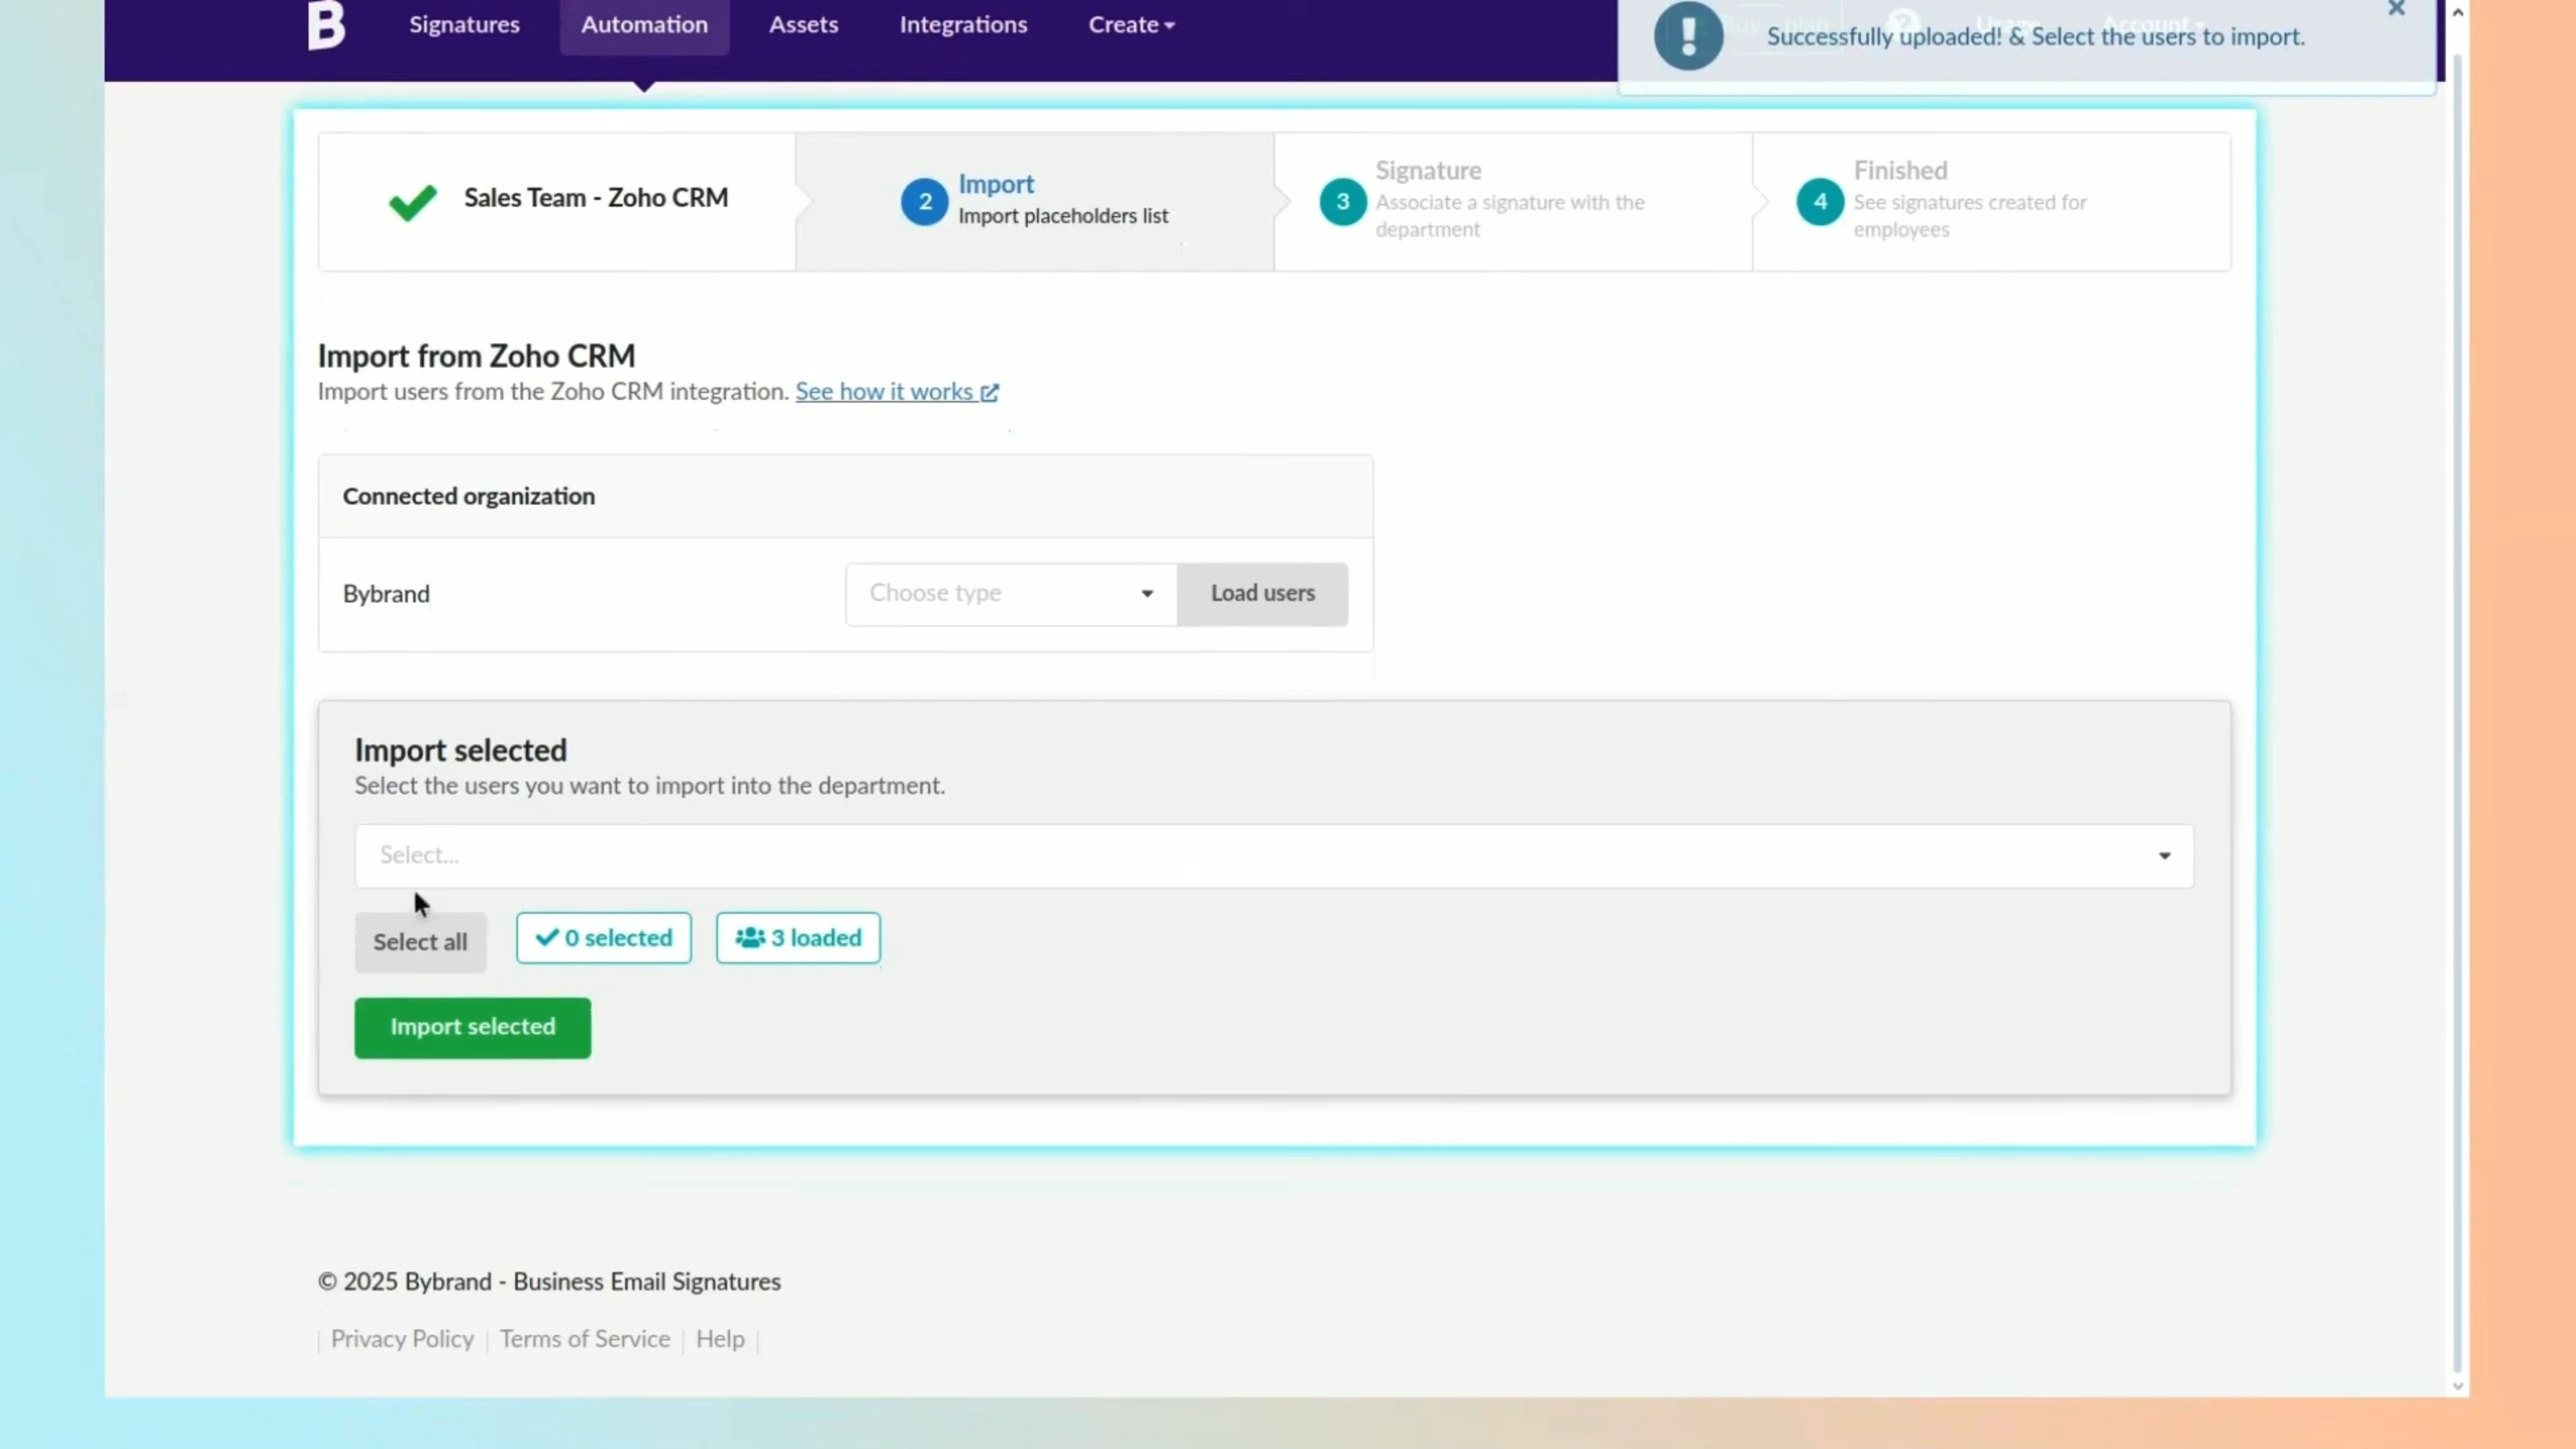 B Signatures Automation Assets Integrations Create
Successfully uploaded! & Select the users to import.
Sales Team - Zoho CRM
2 Import
Import placeholders list
3 Signature
Associate a signature with the
department
4 Finished
See signatures created for
employees
Import from Zoho CRM
Import users from the Zoho CRM integration. See how it works
Connected organization
Bybrand Choose type Load users
Import selected
Select the users you want to import into the department.
Select...
Select all 0 selected 3 loaded
Import selected
© 2025 Bybrand - Business Email Signatures
Privacy Policy | Terms of Service | Help